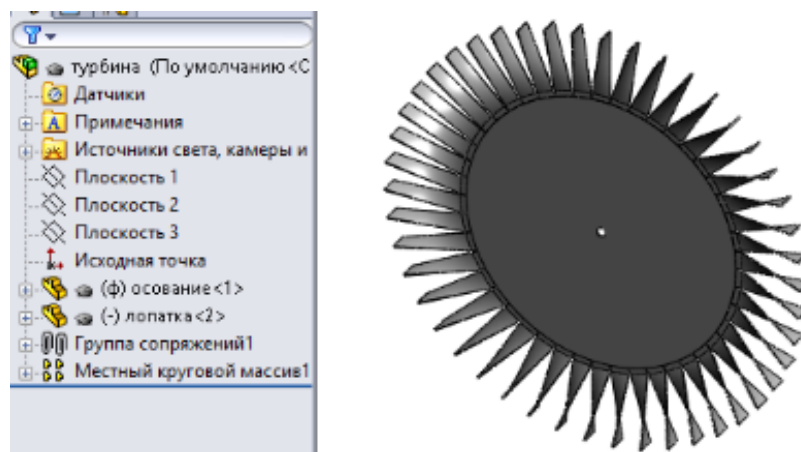 турбина (По умолчанию<С
Датчики
Примечания
Источники света, камеры и
Плоскость 1
Плоскость 2
Плоскость 3
Исходная точка
(ф) осование<1>
(-) лопатка<2>
Группа сопряжений1
Местный круговой массив1